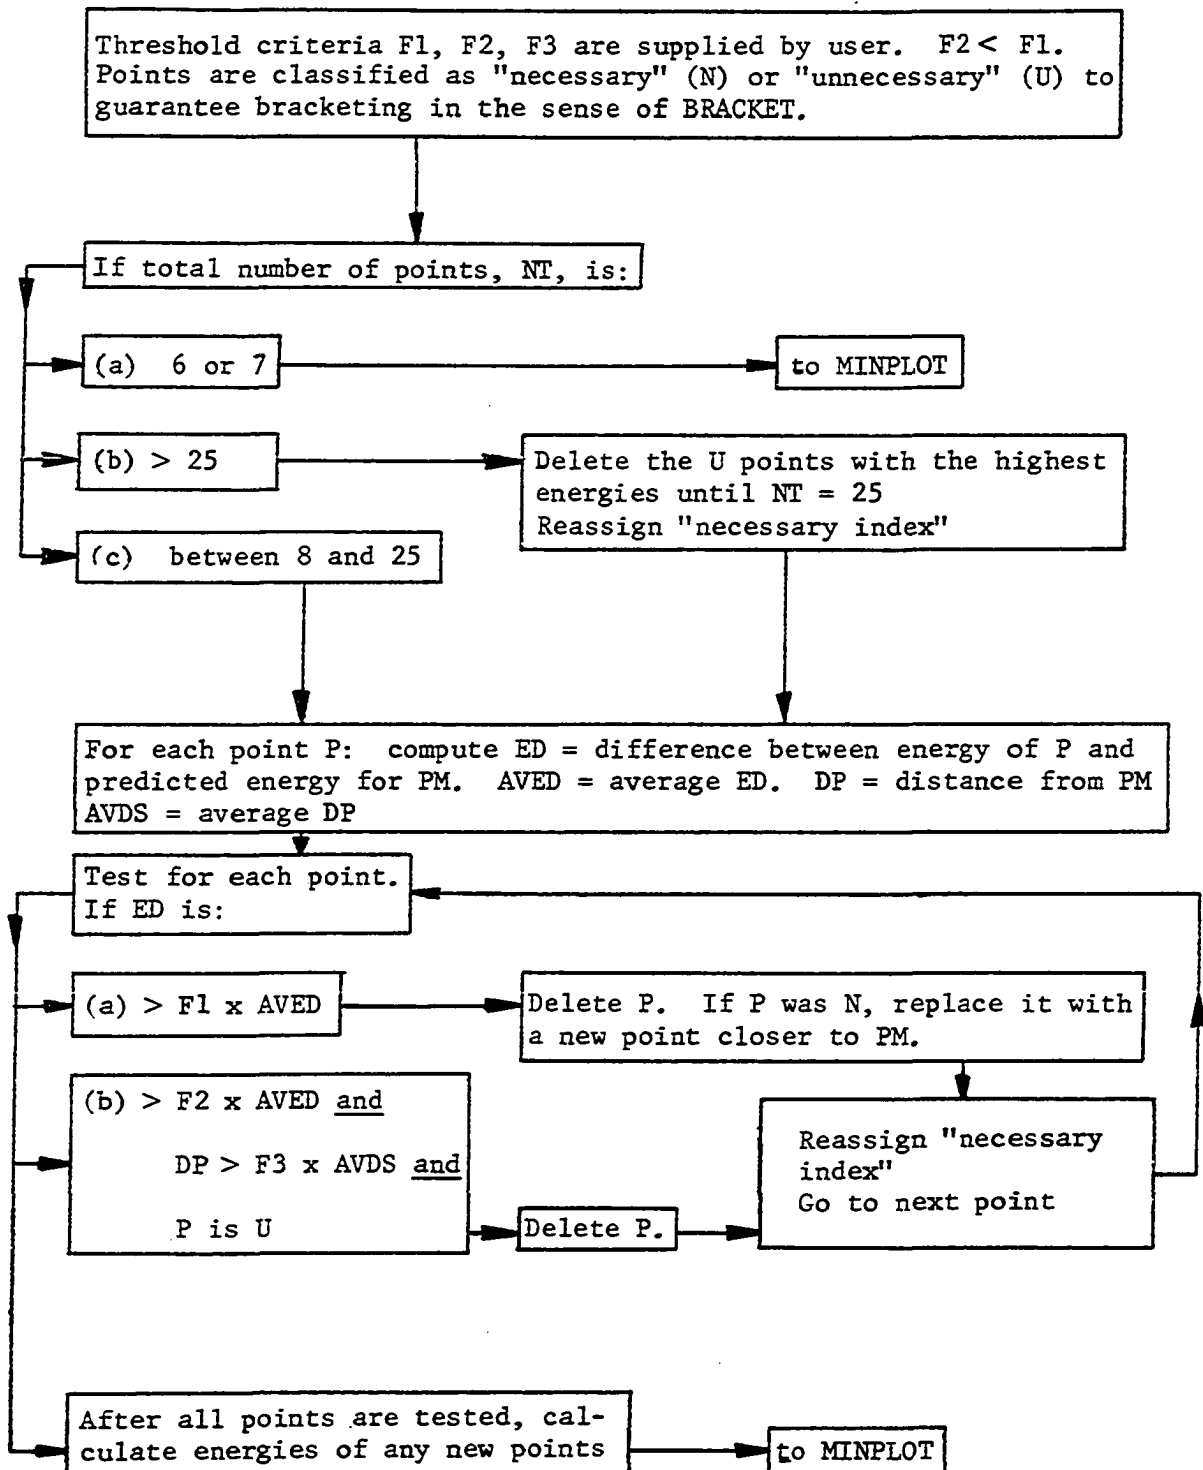 Threshold criteria F1, F2, F3 are supplied by user. F2 < F1.
Points are classified as "necessary" (N) or "unnecessary" (U) to
guarantee bracketing in the sense of BRACKET.
If total number of points, NT, is:
(a) 6 or 7
to MINPLOT
(b) > 25
Delete the U points with the highest
energies until NT = 25
Reassign "necessary index"
(c) between 8 and 25
For each point P: compute ED = difference between energy of P and
predicted energy for PM. AVED = average ED. DP = distance from PM
AVDS = average DP
Test for each point.
If ED is:
(a) > F1 x AVED
Delete P. If P was N, replace it with
a new point closer to PM.
(b) > F2 x AVED and
DP > F3 x AVDS and
P is U
Delete P.
Reassign "necessary
index"
Go to next point
After all points are tested, cal-
culate energies of any new points
to MINPLOT